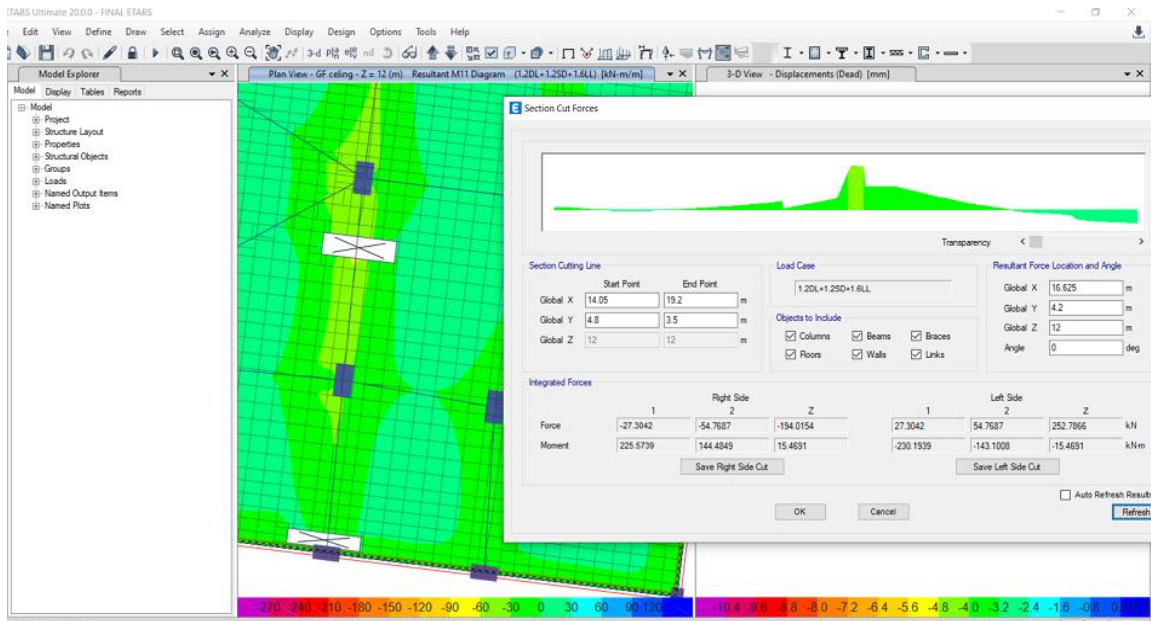 ETABS Ultimate 20.0.0 - FINAL ETABS
Edit View Define Draw Select Assign Analyze Display Design Options Tools Help
3-d nd
Model Explorer
Plan View - GF celing - Z = 12 (m) Resultant M11 Diagram (1.2DL+1.2SD+1.6LL) [kN-m/m]
3-D View - Displacements (Dead) [mm]
Model Display Tables Reports
Model
Project
Structure Layout
Properties
Structural Objects
Groups
Loads
Named Output Items
Named Plots
E Section Cut Forces
Transparency < >
Section Cutting Line
Start Point End Point
Global X 14.05 19.2 m
Global Y 4.8 3.5 m
Global Z 12 12 m
Load Case
1.2DL+1.2SD+1.6LL
Objects to Include
Columns Beams Braces
Floors Walls Links
Resultant Force Location and Angle
Global X 16.625 m
Global Y 4.2 m
Global Z 12 m
Angle 0 deg
Integrated Forces
Right Side Left Side
1 2 Z 1 2 Z
Force -27.3042 -54.7687 -194.0154 27.3042 54.7687 252.7866 kN
Moment 225.5739 144.4849 15.4691 -230.1939 -143.1008 -15.4691 kN-m
Save Right Side Cut Save Left Side Cut
Auto Refresh Results
OK Cancel Refresh
-270 -240 -210 -180 -150 -120 -90 -60 -30 0 30 60 90 120
-10.4 -9.6 -8.8 -8.0 -7.2 -6.4 -5.6 -4.8 -4.0 -3.2 -2.4 -1.6 -0.8